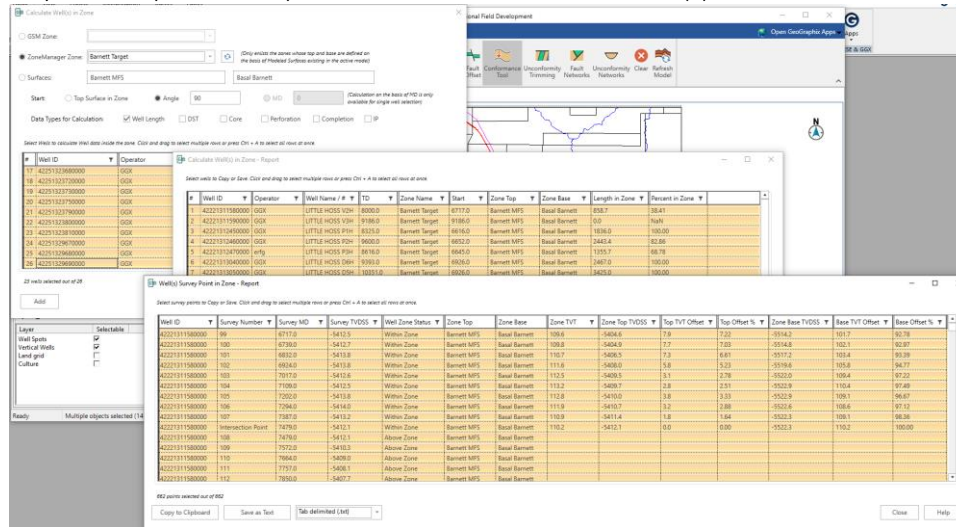 Calculate Well(s) in Zone
onal Field Development
Open GeoGraphix Apps
Apps
SE & GGX
GSM Zone:
ZoneManager Zone: Barnett Target
(Only enlists the zones whose top and base are defined on
the basis of Modeled Surfaces existing in the active model)
Surfaces: Barnett MFS Basal Barnett
Start: Top Surface in Zone Angle 90 MD 0
(Calculation on the basis of MD is only
available for single well selection)
Data Types for Calculation: Well Length DST Core Perforation Completion IP
Fault
Offset
Conformance
Tool
Unconformity
Trimming
Fault
Networks
Unconformity
Networks
Clear
Refresh
Model
N
Select Wells to calculate Well data inside the zone. Click and drag to select multiple rows or press Ctrl + A to select all rows at once.
# Well ID Operator
17 42251323680000 GGX
18 42251323720000 GGX
19 42251323730000 GGX
20 42251323750000 GGX
21 42251323790000 GGX
22 42251323800000 GGX
23 42251323810000 GGX
24 42251329670000 GGX
25 42251329680000 GGX
26 42251329690000 GGX
23 wells selected out of 28
Add
Layer Selectable
Well Spots
Vertical Wells
Land grid
Culture
Ready Multiple objects selected (14
Calculate Well(s) in Zone - Report
Select wells to Copy or Save. Click and drag to select multiple rows or press Ctrl + A to select all rows at once.
# Well ID Operator Well Name / # TD Zone Name Start Zone Top Zone Base Length in Zone Percent in Zone
1 42221311580000 GGX LITTLE HOSS V2H 8000.0 Barnett Target 6717.0 Barnett MFS Basal Barnett 858.7 38.41
2 42221311590000 GGX LITTLE HOSS V3H 9186.0 Barnett Target 9186.0 Barnett MFS Basal Barnett 0.0 NaN
3 42221312450000 GGX LITTLE HOSS P1H 8325.0 Barnett Target 6616.0 Barnett MFS Basal Barnett 1836.0 100.00
4 42221312460000 GGX LITTLE HOSS P2H 9600.0 Barnett Target 6652.0 Barnett MFS Basal Barnett 2443.4 82.86
5 42221312470000 erfg LITTLE HOSS P3H 8616.0 Barnett Target 6645.0 Barnett MFS Basal Barnett 1355.7 68.78
6 42221313040000 GGX LITTLE HOSS D6H 9393.0 Barnett Target 6926.0 Barnett MFS Basal Barnett 2467.0 100.00
7 42221313050000 GGX LITTLE HOSS D5H 10351.0 Barnett Target 6926.0 Barnett MFS Basal Barnett 3425.0 100.00
Well(s) Survey Point in Zone - Report
Select survey points to Copy or Save. Click and drag to select multiple rows or press Ctrl + A to select all rows at once.
Well ID Survey Number Survey MD Survey TVDSS Well Zone Status Zone Top Zone Base Zone TVT Zone Top TVDSS Top TVT Offset Top Offset % Zone Base TVDSS Base TVT Offset Base Offset %
42221311580000 99 6717.0 -5412.5 Within Zone Barnett MFS Basal Barnett 109.6 -5404.6 7.9 7.22 -5514.2 101.7 92.78
42221311580000 100 6739.0 -5412.7 Within Zone Barnett MFS Basal Barnett 109.8 -5404.9 7.7 7.03 -5514.8 102.1 92.97
42221311580000 101 6832.0 -5413.8 Within Zone Barnett MFS Basal Barnett 110.7 -5406.5 7.3 6.61 -5517.2 103.4 93.39
42221311580000 102 6924.0 -5413.8 Within Zone Barnett MFS Basal Barnett 111.6 -5408.0 5.8 5.23 -5519.6 105.8 94.77
42221311580000 103 7017.0 -5412.6 Within Zone Barnett MFS Basal Barnett 112.5 -5409.5 3.1 2.78 -5522.0 109.4 97.22
42221311580000 104 7109.0 -5412.5 Within Zone Barnett MFS Basal Barnett 113.2 -5409.7 2.8 2.51 -5522.9 110.4 97.49
42221311580000 105 7202.0 -5413.8 Within Zone Barnett MFS Basal Barnett 112.8 -5410.0 3.8 3.33 -5522.9 109.1 96.67
42221311580000 106 7294.0 -5414.0 Within Zone Barnett MFS Basal Barnett 111.9 -5410.7 3.2 2.88 -5522.6 108.6 97.12
42221311580000 107 7387.0 -5413.2 Within Zone Barnett MFS Basal Barnett 110.9 -5411.4 1.8 1.64 -5522.3 109.1 98.36
42221311580000 Intersection Point 7479.0 -5412.1 Within Zone Barnett MFS Basal Barnett 110.2 -5412.1 0.0 0.00 -5522.3 110.2 100.00
42221311580000 108 7479.0 -5412.1 Above Zone Barnett MFS Basal Barnett
42221311580000 109 7572.0 -5410.3 Above Zone Barnett MFS Basal Barnett
42221311580000 110 7664.0 -5409.0 Above Zone Barnett MFS Basal Barnett
42221311580000 111 7757.0 -5408.1 Above Zone Barnett MFS Basal Barnett
42221311580000 112 7850.0 -5407.7 Above Zone Barnett MFS Basal Barnett
862 points selected out of 862
Copy to Clipboard Save as Text Tab delimited (.txt) Close Help